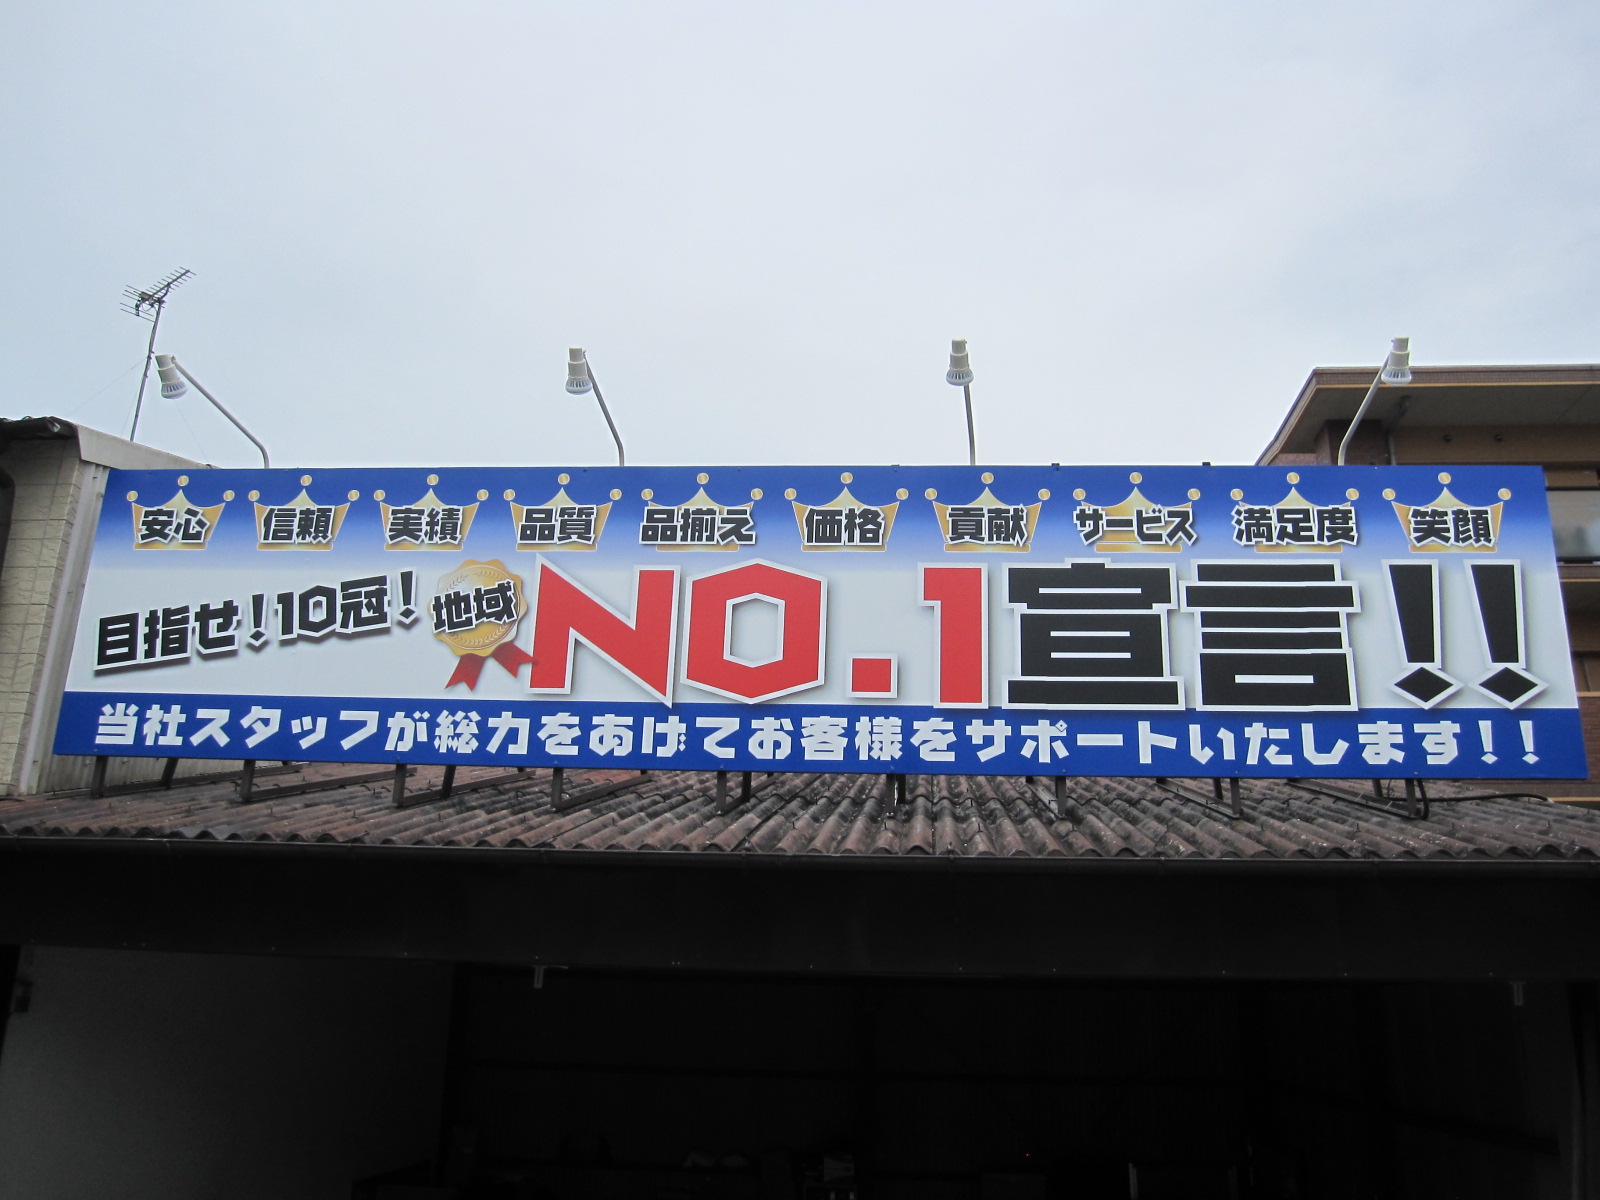 安心 信頼 実績 品質 品揃え 価格 貢献 サービス 満足度 笑顔
目指せ!10冠! 地域 NO.1宣言!!
当社スタッフが総力をあげてお客様をサポートいたします!!